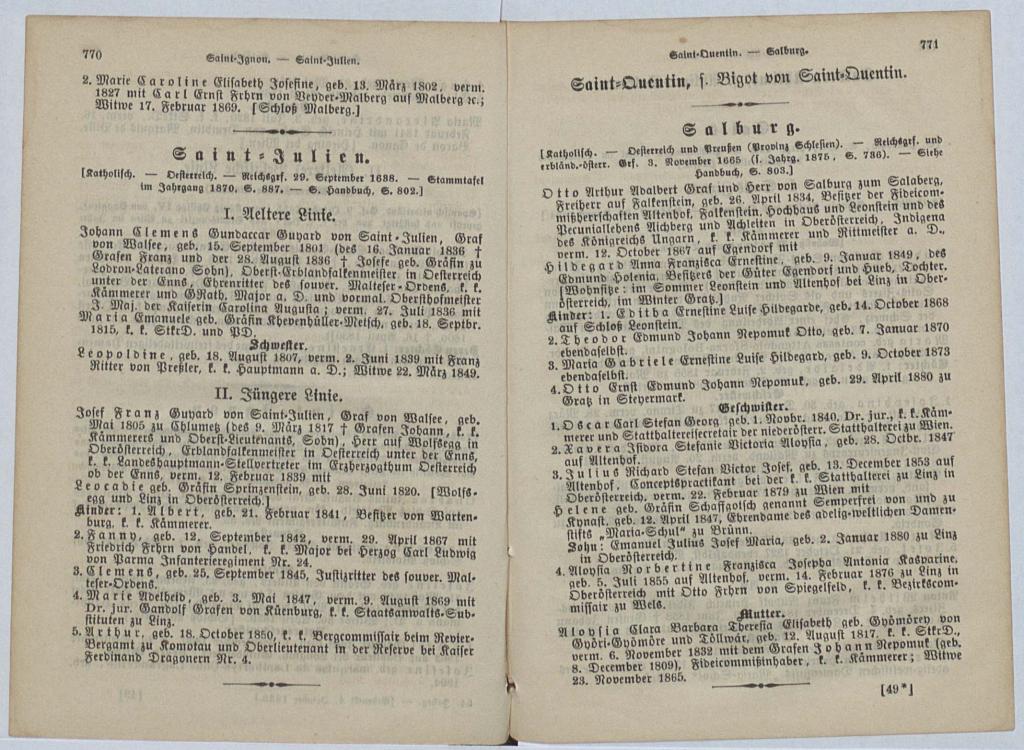 770
Saint-Ignon. — Saint-Julien.
2. Marie Caroline Elisabeth Josefine, geb. 13. März 1802, verm.
1827 mit Carl Ernst Frhrn von Veyder-Malberg auf Malberg ꝛc.;
Witwe 17. Februar 1869. [Schloß Malberg.]
Saint-Julien.
[Katholisch. — Oesterreich. — Reichsgrf. 29. September 1638. — Stammtafel
im Jahrgang 1870, S. 887. — S. Handbuch, S. 802.]
I. Aeltere Linie.
Johann Clemens Gundaccar Guyard von Saint-Julien, Graf
von Walsee, geb. 15. September 1801 (des 16. Januar 1836 †
Grafen Franz und der 28. August 1836 † Josefe geb. Gräfin zu
Lodron-Laterano Sohn), Oberst-Erblandfalkenmeister in Oesterreich
unter der Enns, Ehrenritter des souver. Malteser-Ordens, k. k.
Kämmerer und GRath, Major a. D. und vormal. Obersthofmeister
J. Maj. der Kaiserin Carolina Augusta; verm. 27. Juli 1836 mit
Maria Emanuele geb. Gräfin Khevenhüller-Metsch, geb. 18. Septbr.
1815, k. k. StkrD. und PD.
Schwester.
Leopoldine, geb. 18. August 1807, verm. 2. Juni 1839 mit Franz
Ritter von Preßler, k. k. Hauptmann a. D.; Witwe 22. März 1849.
II. Jüngere Linie.
Josef Franz Guyard von Saint-Julien, Graf von Walsee, geb.
Mai 1805 zu Chlumetz (des 9. März 1817 † Grafen Johann, k. k.
Kämmerers und Oberst-Lieutenants, Sohn), Herr auf Wolfsegg in
Oberösterreich, Erblandfalkenmeister in Oesterreich unter der Enns,
k. k. Landeshauptmann-Stellvertreter im Erzherzogthum Oesterreich
ob der Enns, verm. 12. Februar 1839 mit
Leocadie geb. Gräfin Sprinzenstein, geb. 28. Juni 1820. [Wolfs-
egg und Linz in Oberösterreich.]
Kinder: 1. Albert, geb. 21. Februar 1841, Besitzer von Warten-
burg, k. k. Kämmerer.
2. Fanny, geb. 12. September 1842, verm. 29. April 1867 mit
Friedrich Frhrn von Handel, k. k. Major bei Herzog Carl Ludwig
von Parma Infanterieregiment Nr. 24.
3. Clemens, geb. 25. September 1845, Justizritter des souver. Mal-
teser-Ordens.
4. Marie Adelheid, geb. 3. Mai 1847, verm. 9. August 1869 mit
Dr. jur. Gandolf Grafen von Küenburg, k. k. Staatsanwalts-Sub-
stituten zu Linz.
5. Arthur, geb. 18. October 1850, k. k. Bergcommissair beim Revier-
Bergamt zu Komotau und Oberlieutenant in der Reserve bei Kaiser
Ferdinand Dragonern Nr. 4.
Saint-Quentin. — Salburg.
771
Saint-Quentin, s. Bigot von Saint-Quentin.
Salburg.
[Katholisch. — Oesterreich und Preußen (Provinz Schlesien). — Reichsgrf. und
erbländ.-österr. Grf. 3. November 1665 (s. Jahrg. 1875, S. 736). — Siehe
Handbuch, S. 803.]
Otto Arthur Adalbert Graf und Herr von Salburg zum Salaberg,
Freiherr auf Falkenstein, geb. 26. April 1834, Besitzer der Fideicom-
mißherrschaften Altenhof, Falkenstein, Hochhaus und Leonstein und des
Pecuniallehens Aichberg und Achleiten in Oberösterreich, Indigena
des Königreichs Ungarn, k. k. Kämmerer und Rittmeister a. D.,
verm. 12. October 1867 auf Egendorf mit
Hildegard Anna Franzisca Ernestine, geb. 9. Januar 1849, des
Edmund Holenia, Besitzers der Güter Egendorf und Hueb, Tochter.
[Wohnsitze: im Sommer Leonstein und Altenhof bei Linz in Ober-
österreich, im Winter Gratz.]
Kinder: 1. Editha Ernestine Luise Hildegarde, geb. 14. October 1868
auf Schloß Leonstein.
2. Theodor Edmund Johann Nepomuk Otto, geb. 7. Januar 1870
ebendaselbst.
3. Maria Gabriele Ernestine Luise Hildegard, geb. 9. October 1873
ebendaselbst.
4. Otto Ernst Edmund Johann Nepomuk, geb. 29. April 1880 zu
Gratz in Steyermark.
Geschwister.
1. Oscar Carl Stefan Georg, geb. 1. Novbr. 1840, Dr. jur., k. k. Käm-
merer und Statthaltereisecretair der niederösterr. Statthalterei zu Wien.
2. Xavera Isidora Stefanie Victoria Aloysia, geb. 28. Octbr. 1847
auf Altenhof.
3. Julius Richard Stefan Victor Josef, geb. 13. December 1853 auf
Altenhof, Conceptspracticant bei der k. k. Statthalterei zu Linz in
Oberösterreich, verm. 22. Februar 1879 zu Wien mit
Helene geb. Gräfin Schaffgotsch genannt Semperfrei von und zu
Kynast, geb. 12. April 1847, Ehrendame des adelig-weltlichen Damen-
stifts „Maria-Schul“ zu Brünn.
Sohn: Emanuel Julius Josef Maria, geb. 2. Januar 1880 zu Linz
in Oberösterreich.
4. Aloysia Norbertine Franzisca Josepha Antonia Kasparine,
geb. 5. Juli 1855 auf Altenhof, verm. 14. Februar 1876 zu Linz in
Oberösterreich mit Otto Frhrn von Spiegelfeld, k. k. Bezirkscom-
missair zu Wels.
Mutter.
Aloysia Clara Barbara Theresia Elisabeth geb. Gyömörey von
Györi-Gyömöre und Töllwár, geb. 12. August 1817, k. k. StkrD.,
verm. 6. November 1832 mit dem Grafen Johann Nepomuk (geb.
8. December 1809), Fideicommißinhaber, k. k. Kämmerer; Witwe
23. November 1865.
[49*]